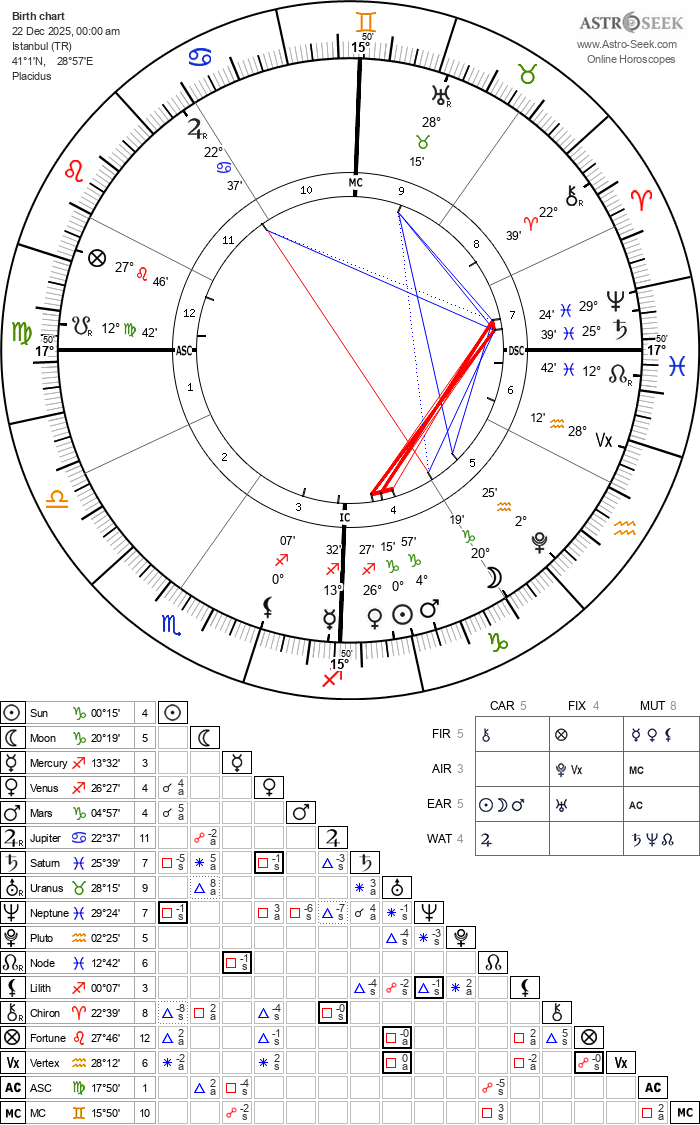 Birth chart
22 Dec 2025, 00:00 am
Istanbul (TR)
41°1'N, 28°57'E
Placidus
ASTRO SEEK
www.Astro-Seek.com
Online Horoscopes
15° 50'
28°
15'
R
R
22°
37'
MC
10
9
22°
39'
R
11
8
27° 46'
12
7
24' 29°
39' 25°
R
12° 42'
50'
17°
ASC
DSC
50'
17°
1
6
42' 12°
R
12' 28°
Vx
2
5
3
4
IC
25'
2°
19'
20°
07'
0°
32'
13°
27'
26°
15'
0°
57'
4°
50'
15°
Sun 00°15' 4
Moon 20°19' 5
Mercury 13°32' 3
Venus 26°27' 4 4 a
Mars 04°57' 4 5 a
R Jupiter 22°37' 11 -2 a
Saturn 25°39' 7 -5 s 5 a -1 s -3 s
R Uranus 28°15' 9 8 a 3 a
Neptune 29°24' 7 -1 s 3 a -6 s -7 s 4 a -1 s
Pluto 02°25' 5 -4 s -3 s
R Node 12°42' 6 -1 s
Lilith 00°07' 3 -4 s -2 s -1 s 2 a
R Chiron 22°39' 8 -8 s 2 a -4 s -0 s
Fortune 27°46' 12 2 a -1 s -0 a 2 a 5 s
Vx Vertex 28°12' 6 -2 a 2 s 0 a -2 a -0 s Vx
AC ASC 17°50' 1 2 a -4 s -5 s AC
MC MC 15°50' 10 -2 s 3 s 2 a MC
CAR 5 FIX 4 MUT 8
FIR 5
AIR 3 Vx MC
EAR 5 AC
WAT 4